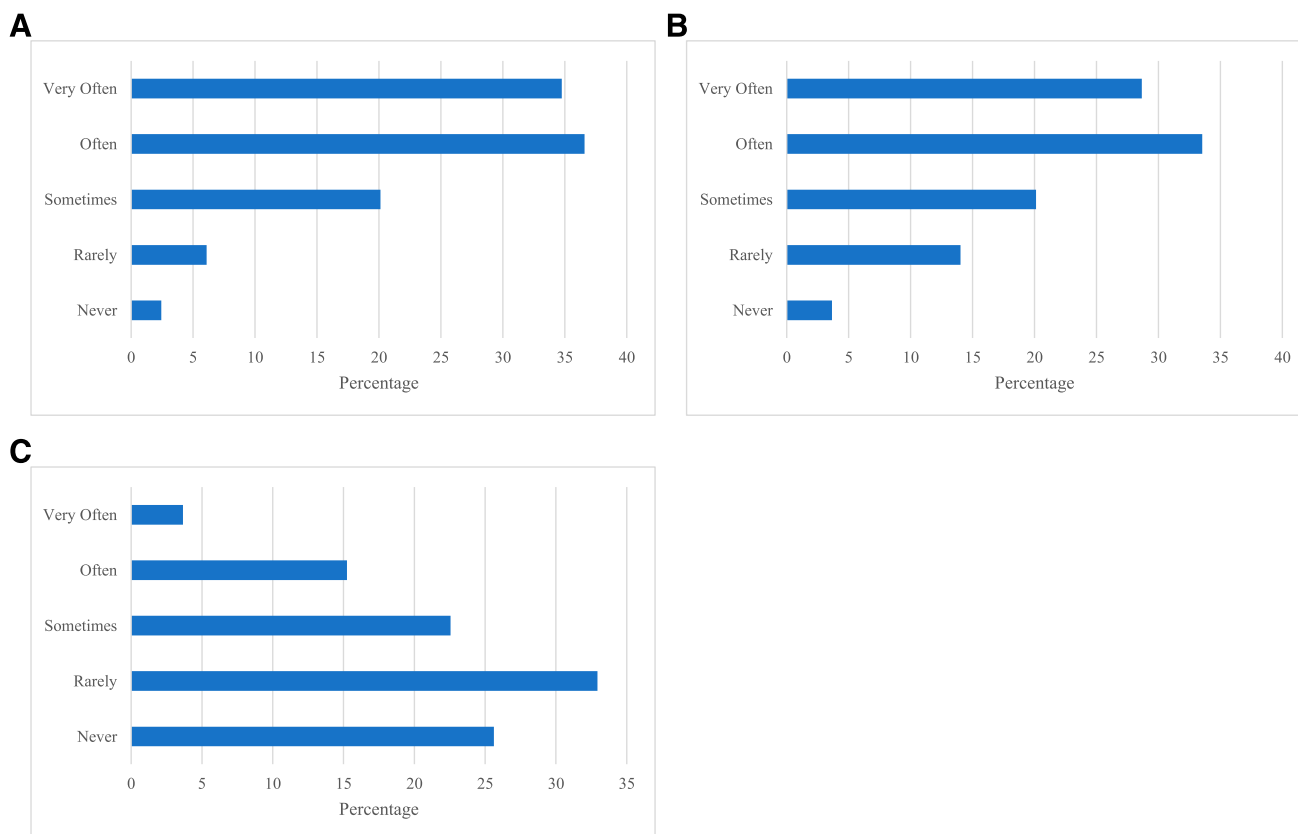 A
Very Often
Often
Sometimes
Rarely
Never
0 5 10 15 20 25 30 35 40
Percentage
B
Very Often
Often
Sometimes
Rarely
Never
0 5 10 15 20 25 30 35 40
Percentage
C
Very Often
Often
Sometimes
Rarely
Never
0 5 10 15 20 25 30 35
Percentage